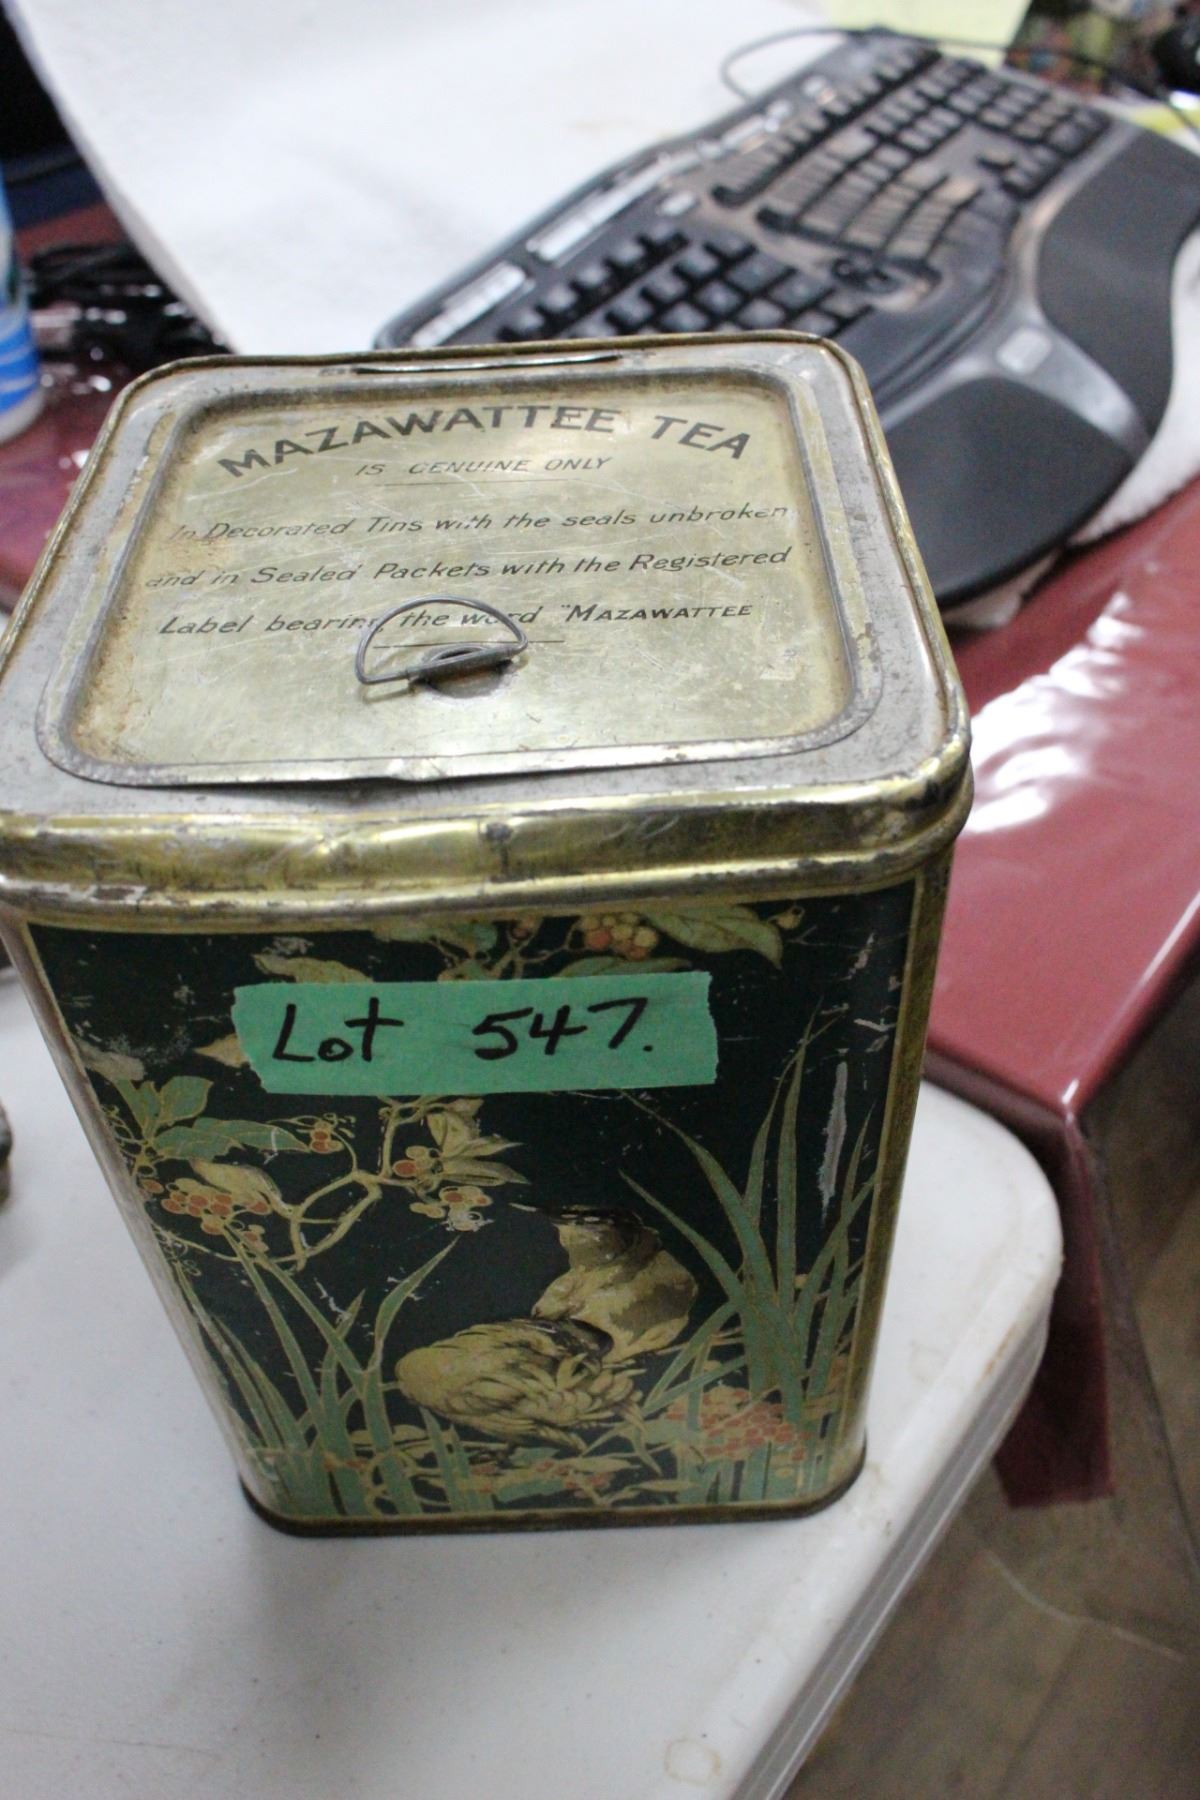 MAZAWATTEE TEA
IS GENUINE ONLY
In Decorated Tins with the seals unbroken
and in Sealed Packets with the Registered
Label bearing the word "MAZAWATTEE"
Lot 547.